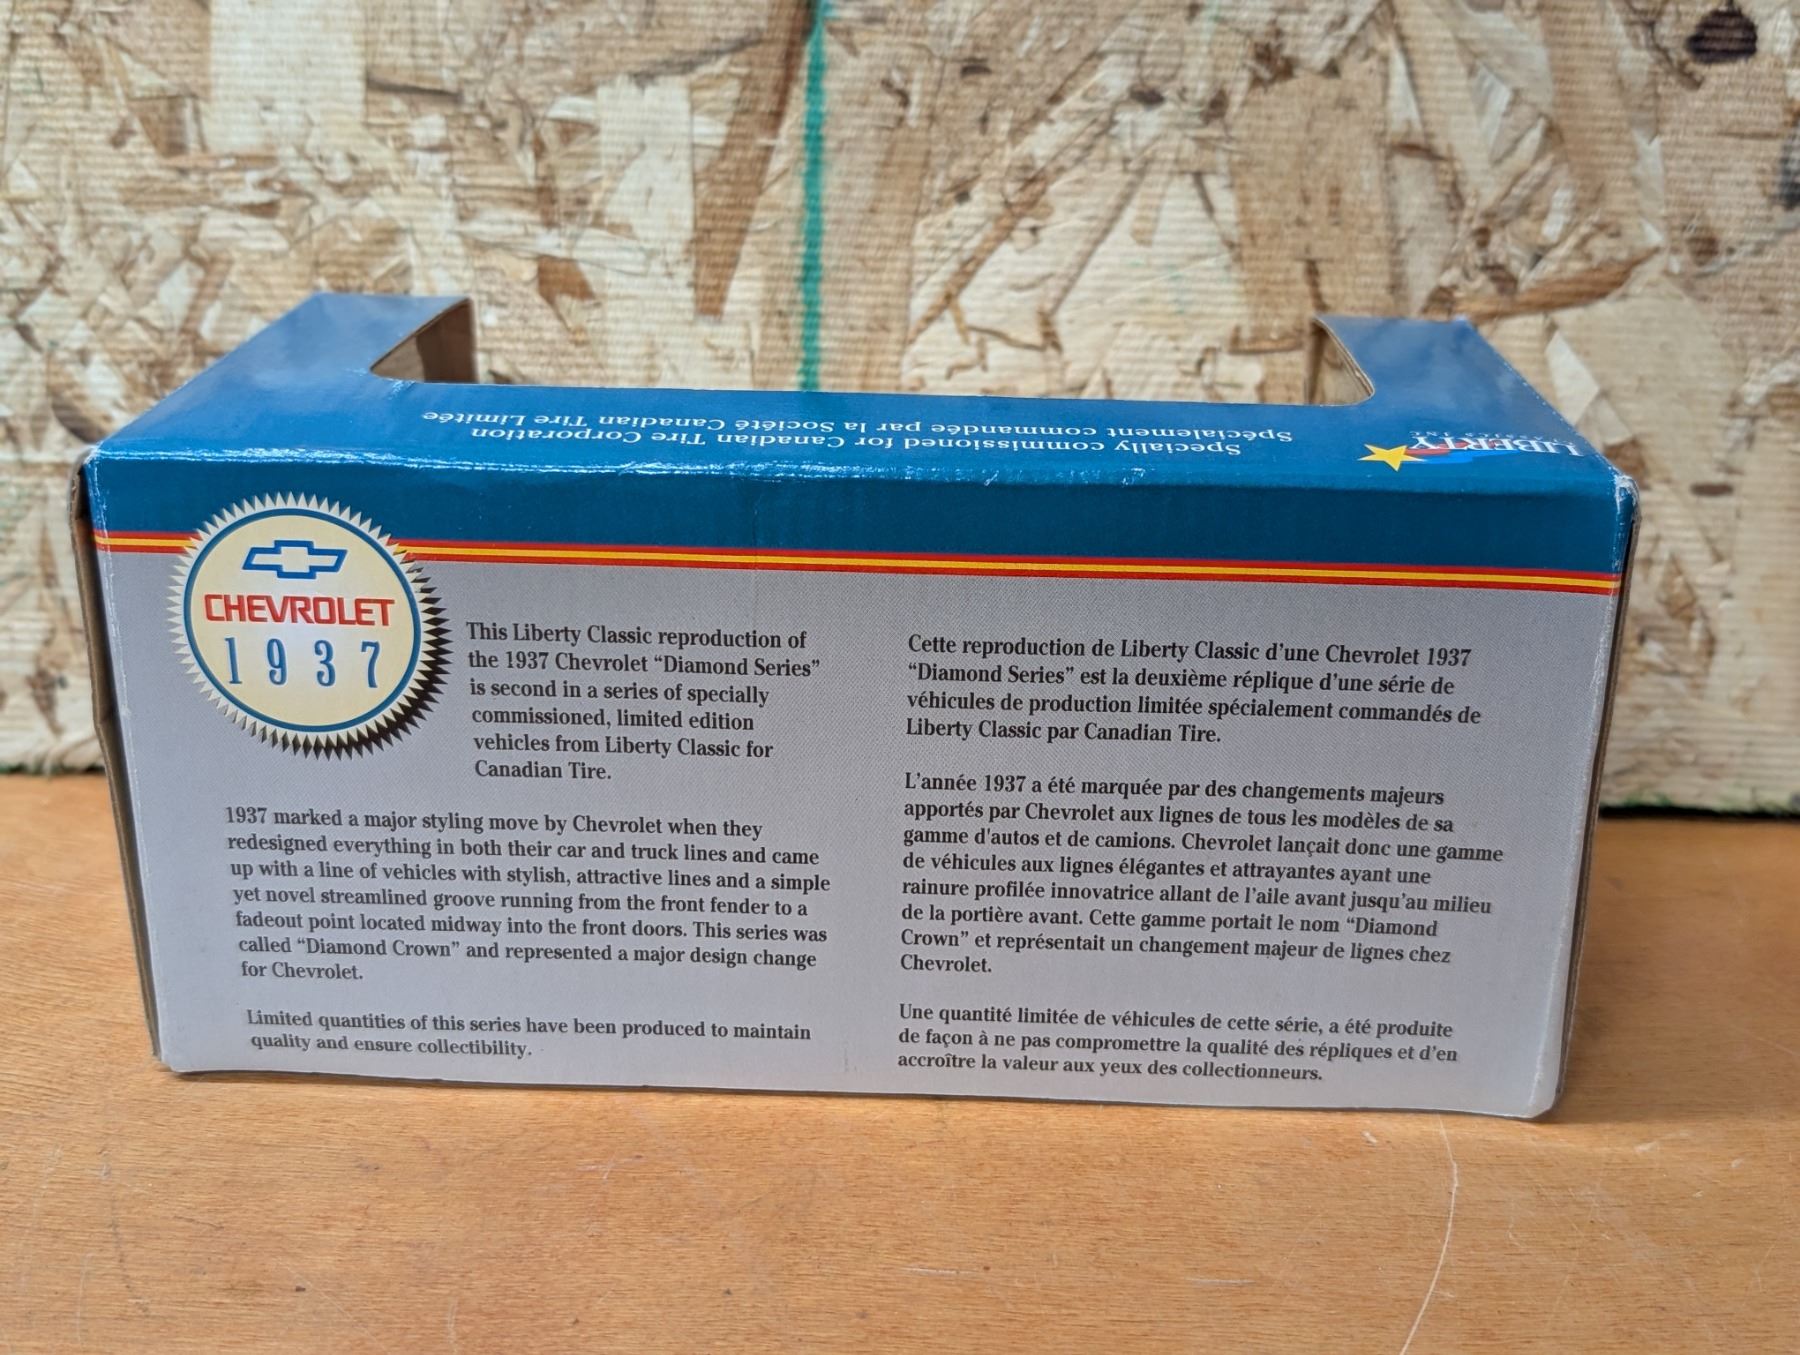 Specially commissioned for Canadian Tire Corporation
Spécialement commandée par la Société Canadian Tire Limitée
LIBERTY
CHEVROLET
1937
This Liberty Classic reproduction of
the 1937 Chevrolet “Diamond Series”
is second in a series of specially
commissioned, limited edition
vehicles from Liberty Classic for
Canadian Tire.
1937 marked a major styling move by Chevrolet when they
redesigned everything in both their car and truck lines and came
up with a line of vehicles with stylish, attractive lines and a simple
yet novel streamlined groove running from the front fender to a
fadeout point located midway into the front doors. This series was
called “Diamond Crown” and represented a major design change
for Chevrolet.
Limited quantities of this series have been produced to maintain
quality and ensure collectibility.
Cette reproduction de Liberty Classic d’une Chevrolet 1937
“Diamond Series” est la deuxième réplique d’une série de
véhicules de production limitée spécialement commandés de
Liberty Classic par Canadian Tire.
L’année 1937 a été marquée par des changements majeurs
apportés par Chevrolet aux lignes de tous les modèles de sa
gamme d'autos et de camions. Chevrolet lançait donc une gamme
de véhicules aux lignes élégantes et attrayantes ayant une
rainure profilée innovatrice allant de l’aile avant jusqu’au milieu
de la portière avant. Cette gamme portait le nom “Diamond
Crown” et représentait un changement majeur de lignes chez
Chevrolet.
Une quantité limitée de véhicules de cette série, a été produite
de façon à ne pas compromettre la qualité des répliques et d’en
accroître la valeur aux yeux des collectionneurs.